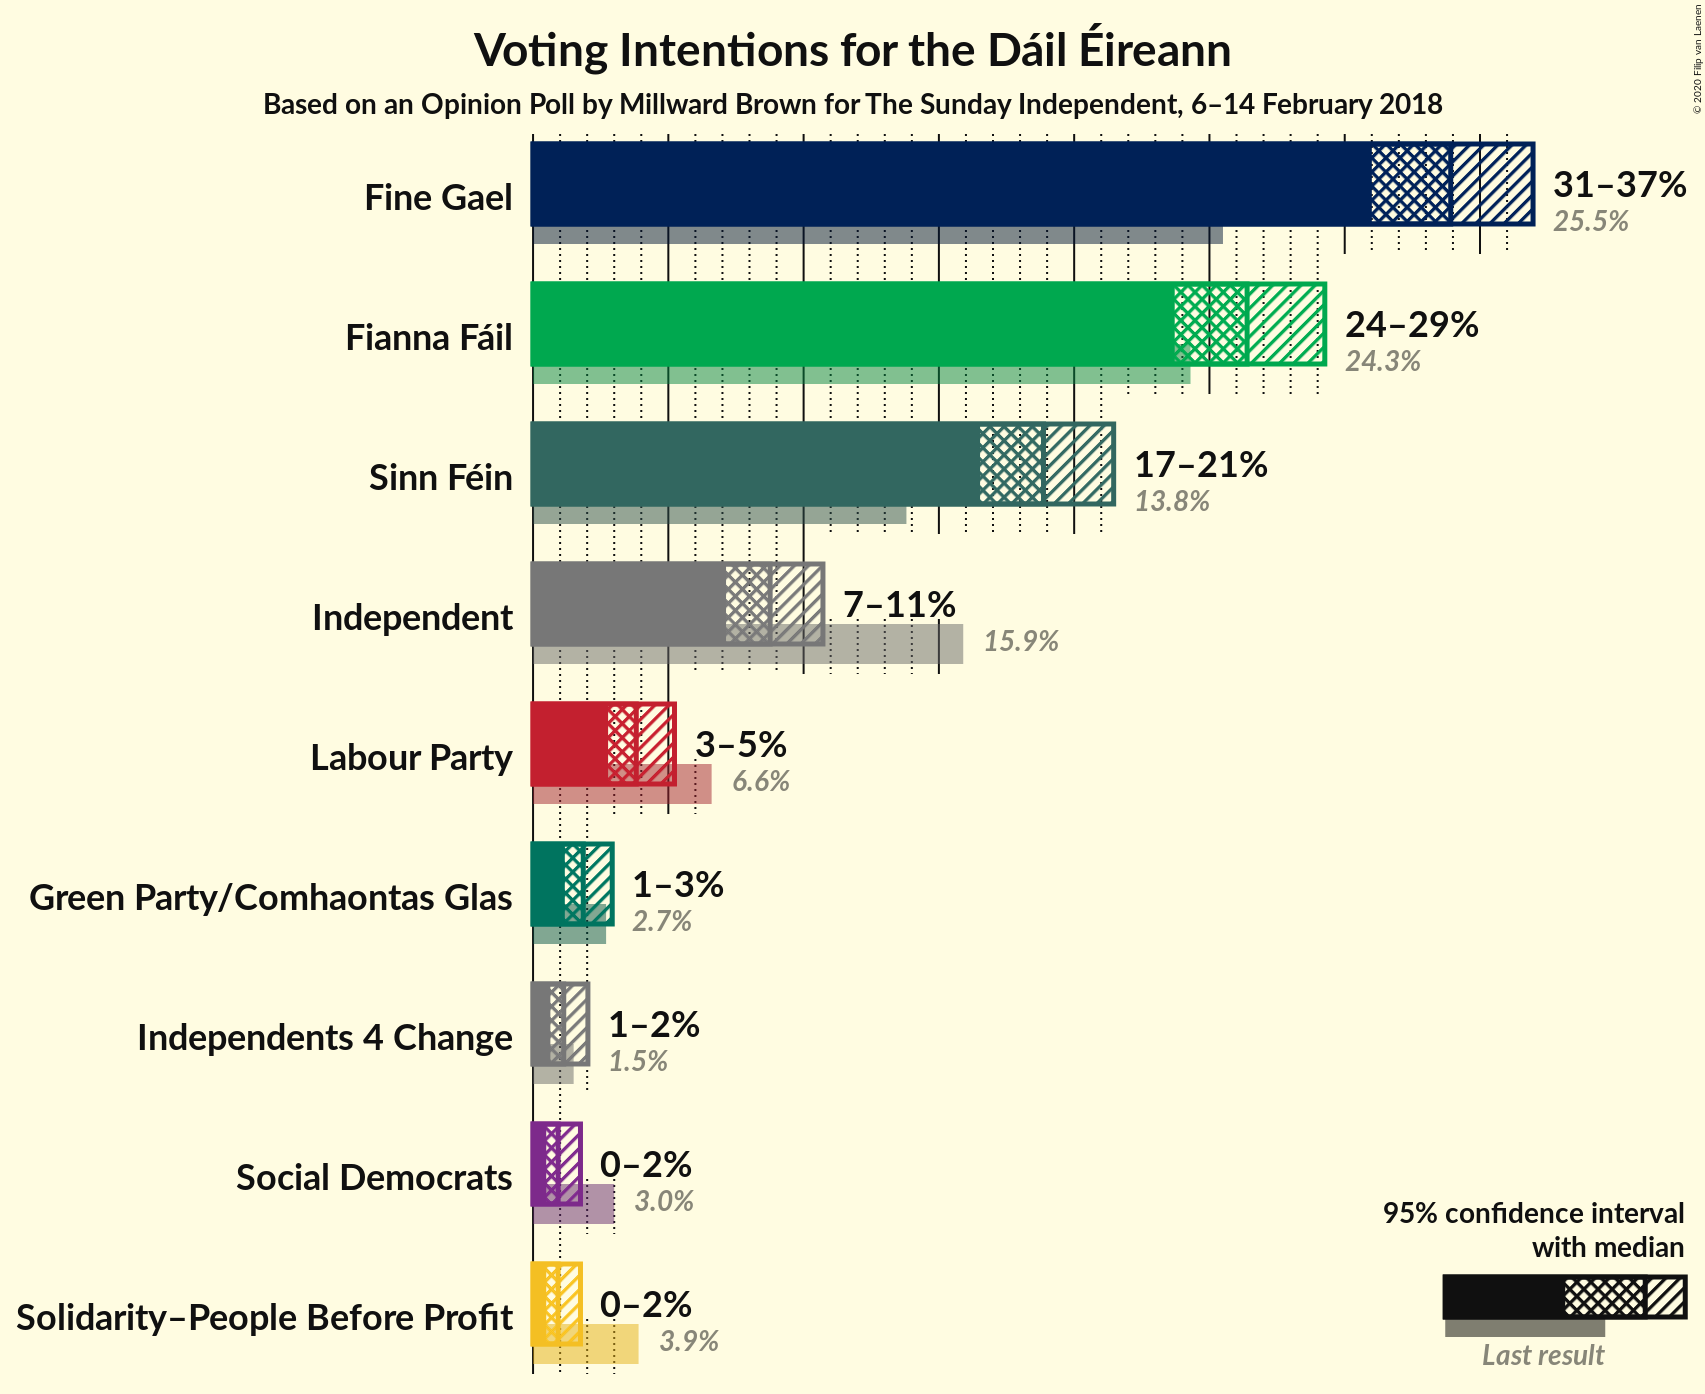 Voting Intentions for the Dáil Éireann
Based on an Opinion Poll by Millward Brown for The Sunday Independent, 6–14 February 2018
© 2020 Filip van Laenen
Fine Gael
31–37%
25.5%
Fianna Fáil
24–29%
24.3%
Sinn Féin
17–21%
13.8%
Independent
7–11%
15.9%
Labour Party
3–5%
6.6%
Green Party/Comhaontas Glas
1–3%
2.7%
Independents 4 Change
1–2%
1.5%
Social Democrats
0–2%
3.0%
Solidarity–People Before Profit
0–2%
3.9%
95% confidence interval
with median
Last result